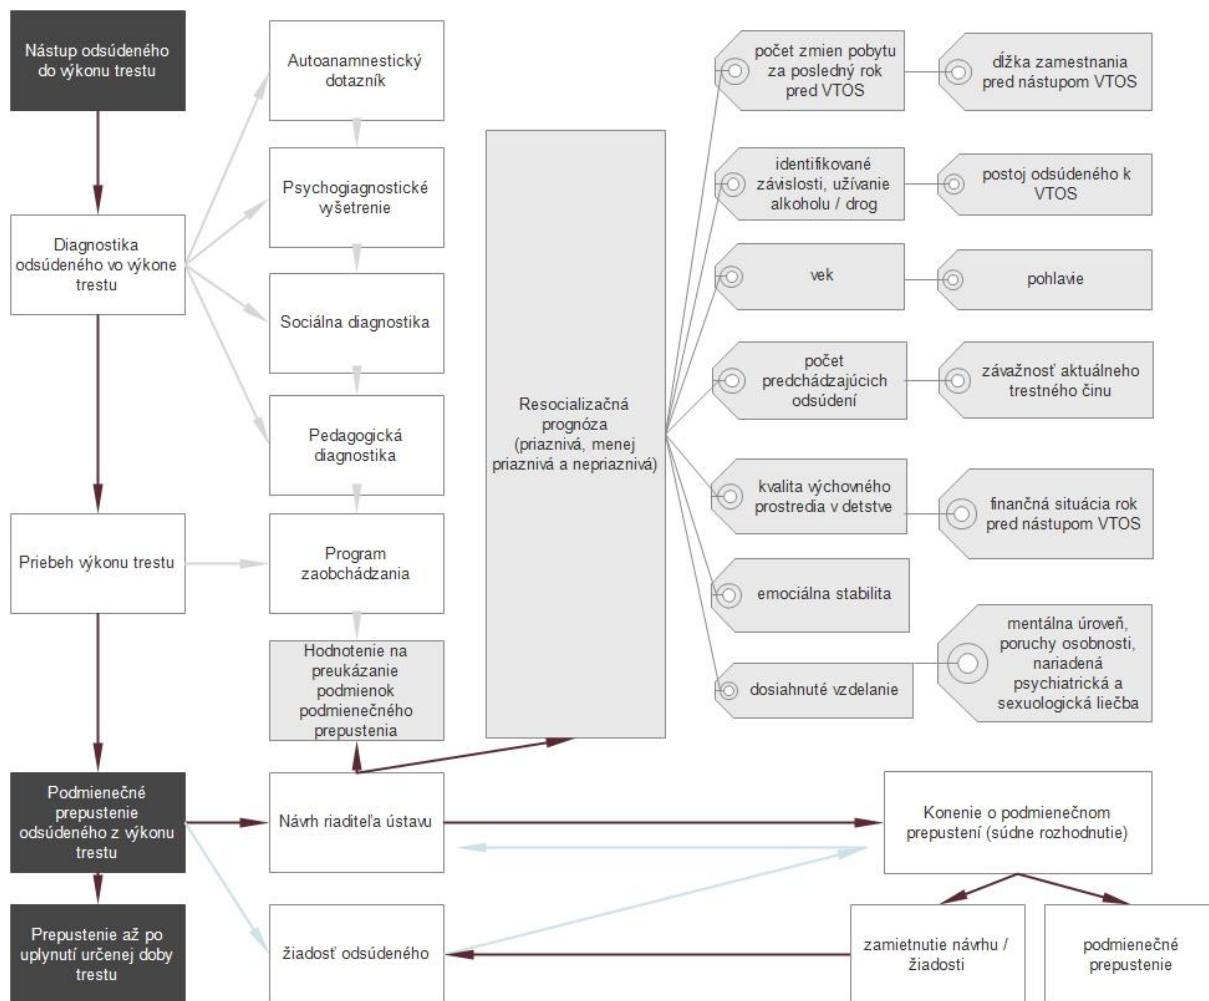 Nástup odsúdeného
do výkonu trestu
Diagnostika
odsúdeného vo výkone
trestu
Priebeh výkonu trestu
Podmienečné
prepustenie
odsúdeného z výkonu
trestu
Prepustenie až po
uplynutí určenej doby
trestu
Autoanamnestický
dotazník
Psychogiagnostické
vyšetrenie
Sociálna diagnostika
Pedagogická
diagnostika
Program
zaobchádzania
Hodnotenie na
preukázanie
podmienok
podmienečného
prepustenia
Návrh riaditeľa ústavu
žiadosť odsúdeného
Resocializačná
prognóza
(priaznivá, menej
priaznivá a nepriaznivá)
počet zmien pobytu
za posledný rok
pred VTOS
dĺžka zamestnania
pred nástupom VTOS
identifikované
závislosti, užívanie
alkoholu / drog
postoj odsúdeného k
VTOS
vek
pohlavie
počet
predchádzajúcich
odsúdení
závažnosť aktuálneho
trestného činu
kvalita výchovného
prostredia v detstve
finančná situácia rok
pred nástupom VTOS
emociálna stabilita
mentálna úroveň,
poruchy osobnosti,
nariadená
psychiatrická a
sexuologická liečba
dosiahnuté vzdelanie
Konenie o podmienečnom
prepustení (súdne rozhodnutie)
zamietnutie návrhu /
žiadosti
podmienečné
prepustenie